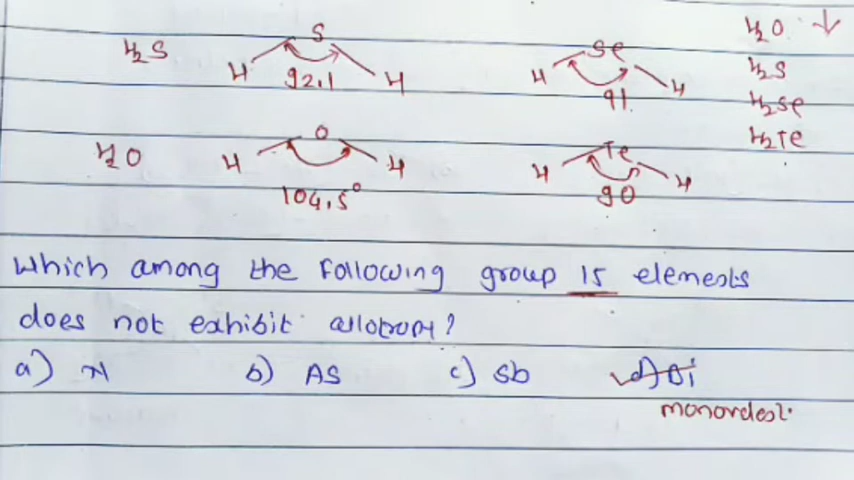 H2S S H 92.1 H Se H 91 H
H2O ↓
H2S
H2Se
H2Te
H2O O H 104.5° H Te H 90 H
Which among the following group 15 elements
does not exhibit allotropy?
a) N b) As c) Sb d) Bi